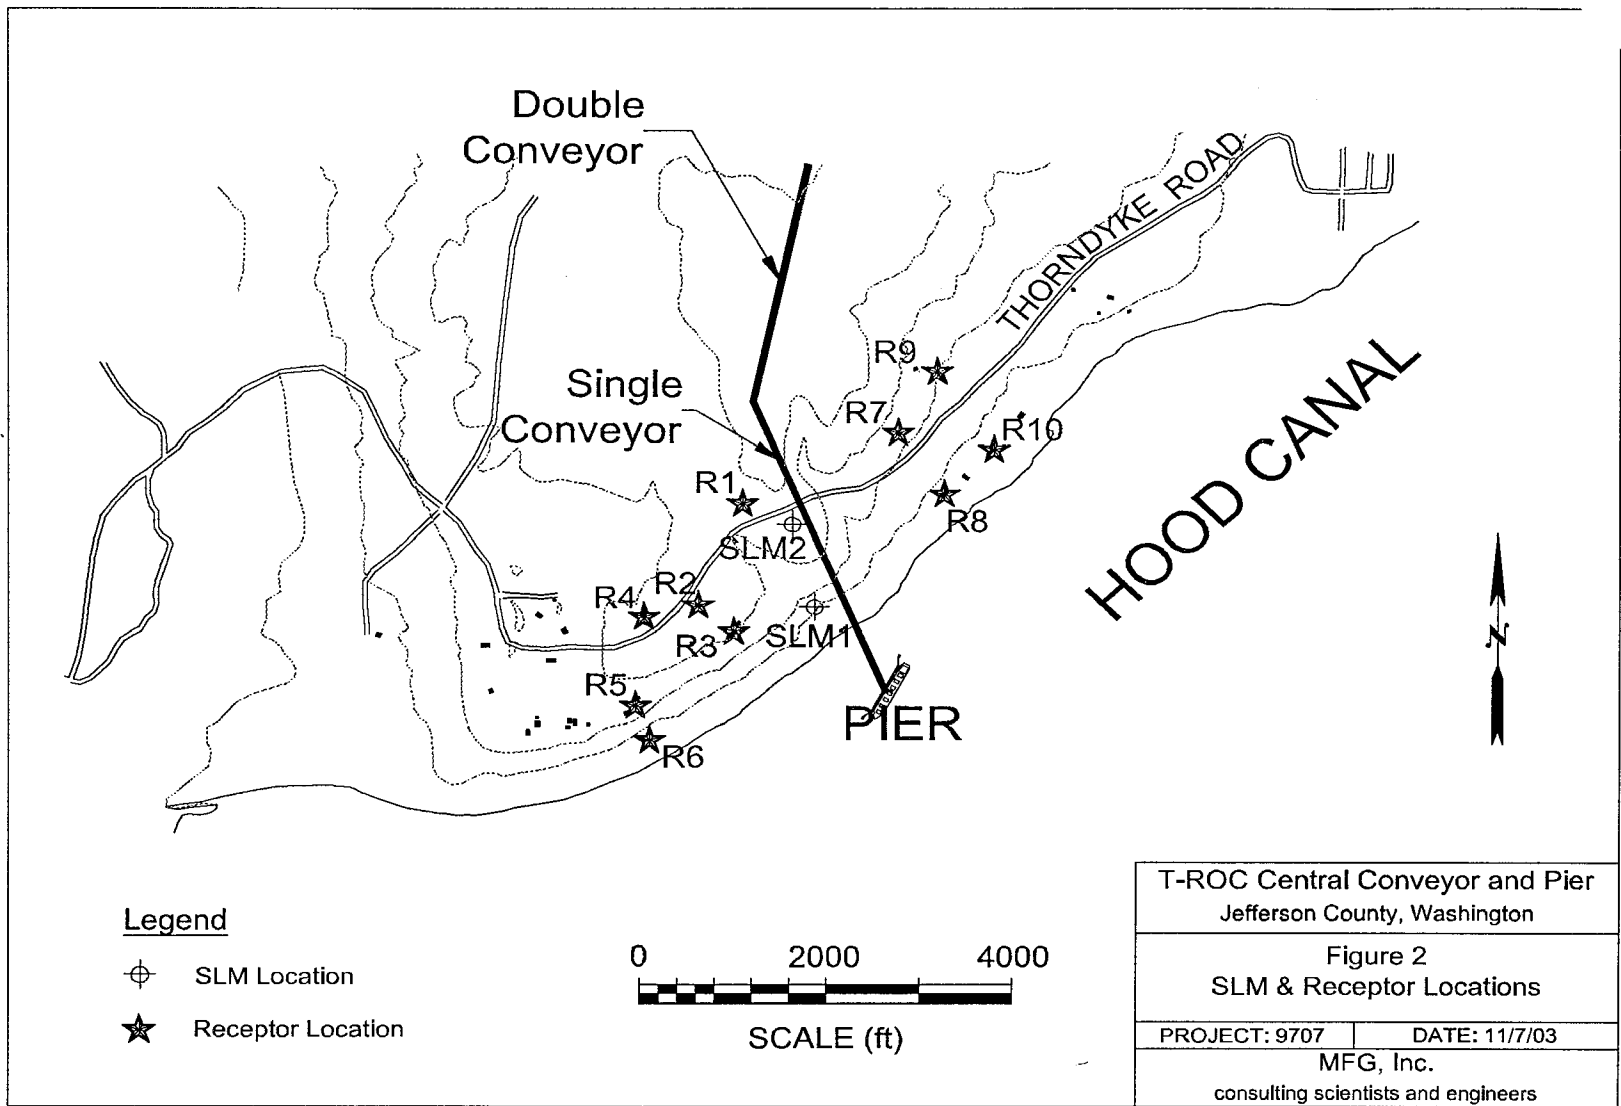 Double
Conveyor
THORNDYKE ROAD
Single
Conveyor
R9
R7
R10
R1
R8
SLM2
HOOD CANAL
R2
R4
R3
SLM1
N
R5
PIER
R6
Legend
SLM Location
Receptor Location
0 2000 4000
SCALE (ft)
T-ROC Central Conveyor and Pier
Jefferson County, Washington
Figure 2
SLM & Receptor Locations
PROJECT: 9707 DATE: 11/7/03
MFG, Inc.
consulting scientists and engineers